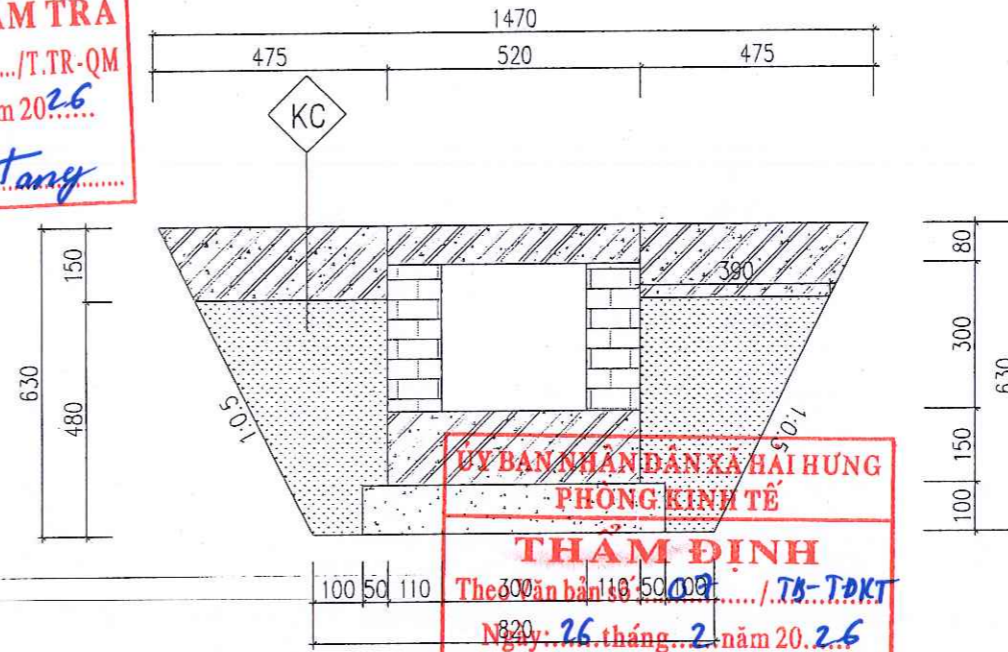 ẨM TRA
.../T.TR-QM
m 2026
1470
475 520 475
KC
150
480
630
390
80
300
150
100
630
1:0.5
1:0.5
ỦY BAN NHÂN DÂN XÃ HẢI HƯNG
PHÒNG KINH TẾ
THẨM ĐỊNH
Theo văn bản số: ... / TB-TĐKT
Ngày: 26 tháng 2 năm 2026
100 50 110 300 110 50 100
820